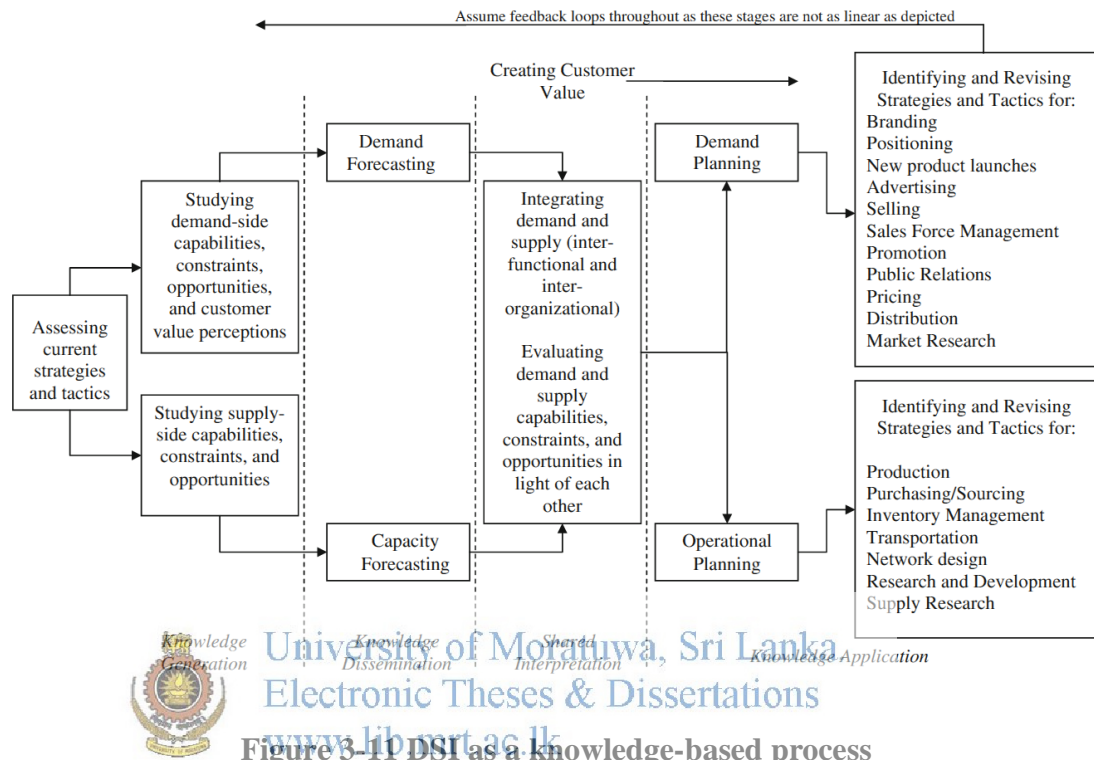 Assume feedback loops throughout as these stages are not as linear as depicted
Creating Customer
Value
Assessing
current
strategies
and tactics
Studying
demand-side
capabilities,
constraints,
opportunities,
and customer
value perceptions
Studying supply-
side capabilities,
constraints, and
opportunities
Demand
Forecasting
Capacity
Forecasting
Integrating
demand and
supply (inter-
functional and
inter-
organizational)
Evaluating
demand and
supply
capabilities,
constraints, and
opportunities in
light of each
other
Demand
Planning
Operational
Planning
Identifying and Revising
Strategies and Tactics for:
Branding
Positioning
New product launches
Advertising
Selling
Sales Force Management
Promotion
Public Relations
Pricing
Distribution
Market Research
Identifying and Revising
Strategies and Tactics for:
Production
Purchasing/Sourcing
Inventory Management
Transportation
Network design
Research and Development
Supply Research
Knowledge
Generation
Knowledge
Dissemination
Shared
Interpretation
Knowledge Application
University of Moratuwa, Sri Lanka
Electronic Theses & Dissertations
www.lib.mrt.ac.lk
Figure 3-11 DSI as a knowledge-based process